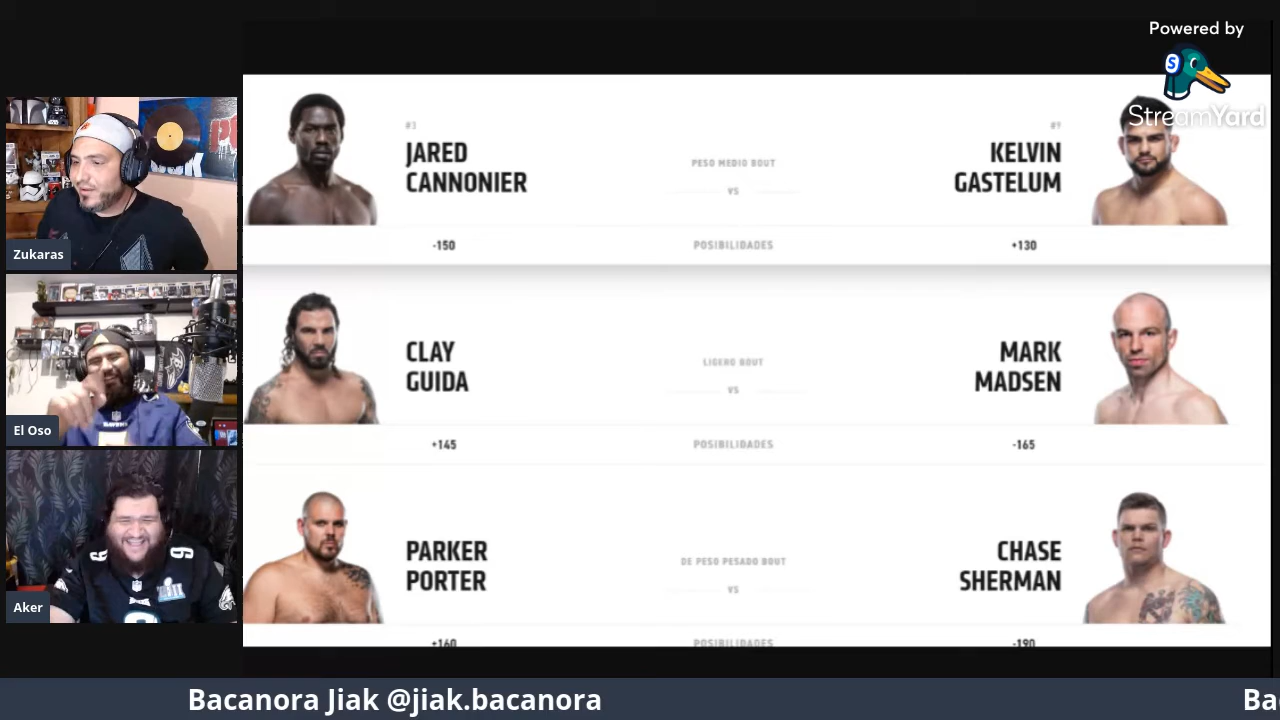 Powered by
StreamYard
Zukaras
El Oso
Aker
#3
JARED
CANNONIER
PESO MEDIO BOUT
VS
#9
KELVIN
GASTELUM
-150
POSIBILIDADES
+130
CLAY
GUIDA
LIGERO BOUT
VS
MARK
MADSEN
+145
POSIBILIDADES
-165
PARKER
PORTER
DE PESO PESADO BOUT
VS
CHASE
SHERMAN
+160
POSIBILIDADES
-190
Bacanora Jiak @jiak.bacanora
Ba